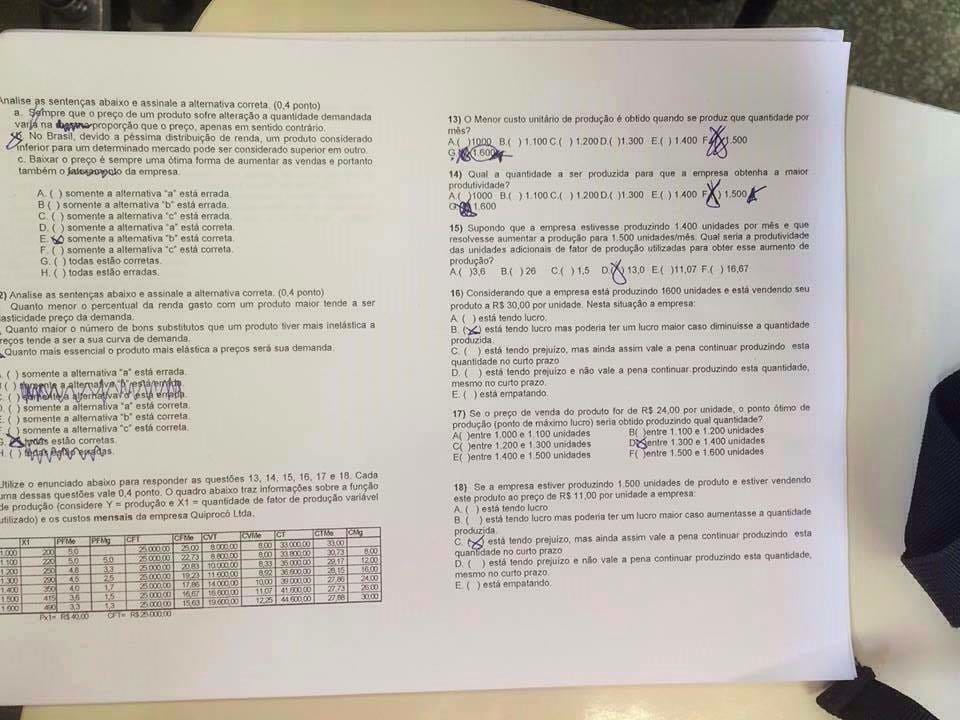 Analise as sentenças abaixo e assinale a alternativa correta. (0,4 ponto)
a. Sempre que o preço de um produto sofre alteração a quantidade demandada
varia na proporção que o preço, apenas em sentido contrário.
b. No Brasil, devido a péssima distribuição de renda, um produto considerado
inferior para um determinado mercado pode ser considerado superior em outro.
c. Baixar o preço é sempre uma ótima forma de aumentar as vendas e portanto
também o faturamento da empresa.
A. ( ) somente a alternativa "a" está errada.
B ( ) somente a alternativa "b" está errada.
C. ( ) somente a alternativa "c" está errada.
D. ( ) somente a alternativa "a" está correta.
E. (x) somente a alternativa "b" está correta.
F. ( ) somente a alternativa "c" está correta.
G. ( ) todas estão corretas.
H. ( ) todas estão erradas.
2) Analise as sentenças abaixo e assinale a alternativa correta. (0,4 ponto)
Quanto menor o percentual da renda gasto com um produto maior tende a ser
asticidade preço da demanda.
Quanto maior o número de bons substitutos que um produto tiver mais inelástica a
reços tende a ser a sua curva de demanda.
Quanto mais essencial o produto mais elástica a preços será sua demanda.
. ( ) somente a alternativa "a" está errada.
( ) somente a alternativa "b" está errada.
. ( ) somente a alternativa "c" está errada.
D. ( ) somente a alternativa "a" está correta.
E. ( ) somente a alternativa "b" está correta.
F ( ) somente a alternativa "c" está correta.
G. (x) todas estão corretas.
H. ( ) todas estão erradas.
Utilize o enunciado abaixo para responder as questões 13, 14, 15, 16, 17 e 18. Cada
uma dessas questões vale 0,4 ponto. O quadro abaixo traz informações sobre a função
de produção (considere Y = produção e X1 = quantidade de fator de produção variável
utilizado) e os custos mensais da empresa Quiprocó Ltda.
X1 PFMe PFMg CFT CFMe CVT CVMe CT CTMe CMg
1.000 200 5,0 25.000,00 25,00 8.000,00 8,00 33.000,00 33,00
1.100 220 5,0 5,0 25.000,00 22,73 8.800,00 8,00 33.800,00 30,73 8,00
1.200 250 4,8 3,3 25.000,00 20,83 10.000,00 8,33 35.000,00 29,17 12,00
1.300 290 4,5 2,5 25.000,00 19,23 11.600,00 8,92 36.600,00 28,15 16,00
1.400 350 4,0 1,7 25.000,00 17,86 14.000,00 10,00 39.000,00 27,86 24,00
1.500 415 3,6 1,5 25.000,00 16,67 16.600,00 11,07 41.600,00 27,73 26,00
1.600 490 3,3 1,3 25.000,00 15,63 19.600,00 12,25 44.600,00 27,88 30,00
Px1= R$ 40,00 CFT= R$ 25.000,00
13) O Menor custo unitário de produção é obtido quando se produz que quantidade por
mês?
A.( )1000 B.( ) 1.100 C.( ) 1.200 D.( )1.300 E.( ) 1.400 F.(x) 1.500
G. 1.600
14) Qual a quantidade a ser produzida para que a empresa obtenha a maior
produtividade?
A.( )1000 B.( ) 1.100 C.( ) 1.200 D.( )1.300 E.( ) 1.400 F.(x) 1.500
G. 1.600
15) Supondo que a empresa estivesse produzindo 1.400 unidades por mês e que
resolvesse aumentar a produção para 1.500 unidades/mês. Qual seria a produtividade
das unidades adicionais de fator de produção utilizadas para obter esse aumento de
produção?
A.( )3,6 B.( ) 26 C.( ) 1,5 D.(x) 13,0 E.( )11,07 F.( ) 16,67
16) Considerando que a empresa está produzindo 1600 unidades e está vendendo seu
produto a R$ 30,00 por unidade. Nesta situação a empresa:
A. ( ) está tendo lucro.
B. (x) está tendo lucro mas poderia ter um lucro maior caso diminuisse a quantidade
produzida.
C. ( ) está tendo prejuízo, mas ainda assim vale a pena continuar produzindo esta
quantidade no curto prazo
D. ( ) está tendo prejuízo e não vale a pena continuar produzindo esta quantidade,
mesmo no curto prazo.
E. ( ) está empatando.
17) Se o preço de venda do produto for de R$ 24,00 por unidade, o ponto ótimo de
produção (ponto de máximo lucro) seria obtido produzindo qual quantidade?
A( )entre 1.000 e 1.100 unidades B( )entre 1.100 e 1.200 unidades
C( )entre 1.200 e 1.300 unidades D(x)entre 1.300 e 1.400 unidades
E( )entre 1.400 e 1.500 unidades F( )entre 1.500 e 1.600 unidades
18) Se a empresa estiver produzindo 1.500 unidades de produto e estiver vendendo
este produto ao preço de R$ 11,00 por unidade a empresa:
A. ( ) está tendo lucro
B. ( ) está tendo lucro mas poderia ter um lucro maior caso aumentasse a quantidade
produzida.
C. (x) está tendo prejuízo, mas ainda assim vale a pena continuar produzindo esta
quantidade no curto prazo
D. ( ) está tendo prejuízo e não vale a pena continuar produzindo esta quantidade,
mesmo no curto prazo.
E. ( ) está empatando.